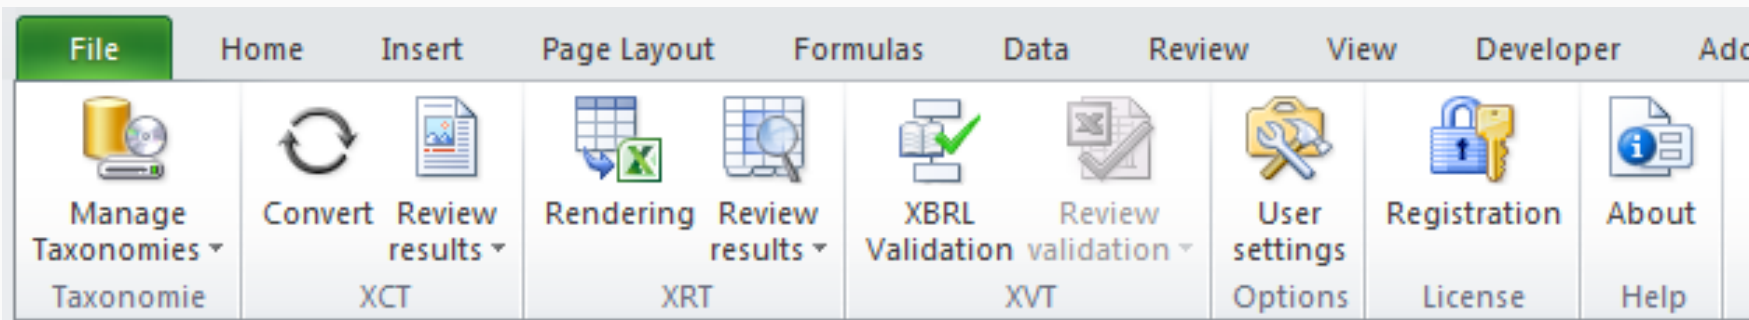 File Home Insert Page Layout Formulas Data Review View Developer
Manage Taxonomies
Convert
Review results
Rendering
Review results
XBRL Validation
Review validation
User settings
Registration
About
Taxonomie XCT XRT XVT Options License Help